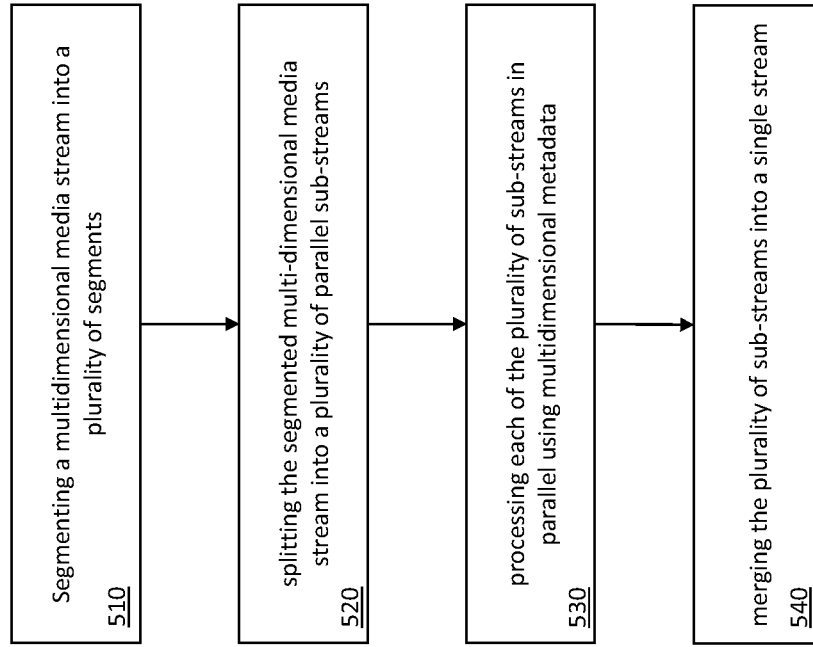 Segmenting a multidimensional media stream into a
plurality of segments
510
splitting the segmented multi-dimensional media
stream into a plurality of parallel sub-streams
520
processing each of the plurality of sub-streams in
parallel using multidimensional metadata
530
merging the plurality of sub-streams into a single stream
540